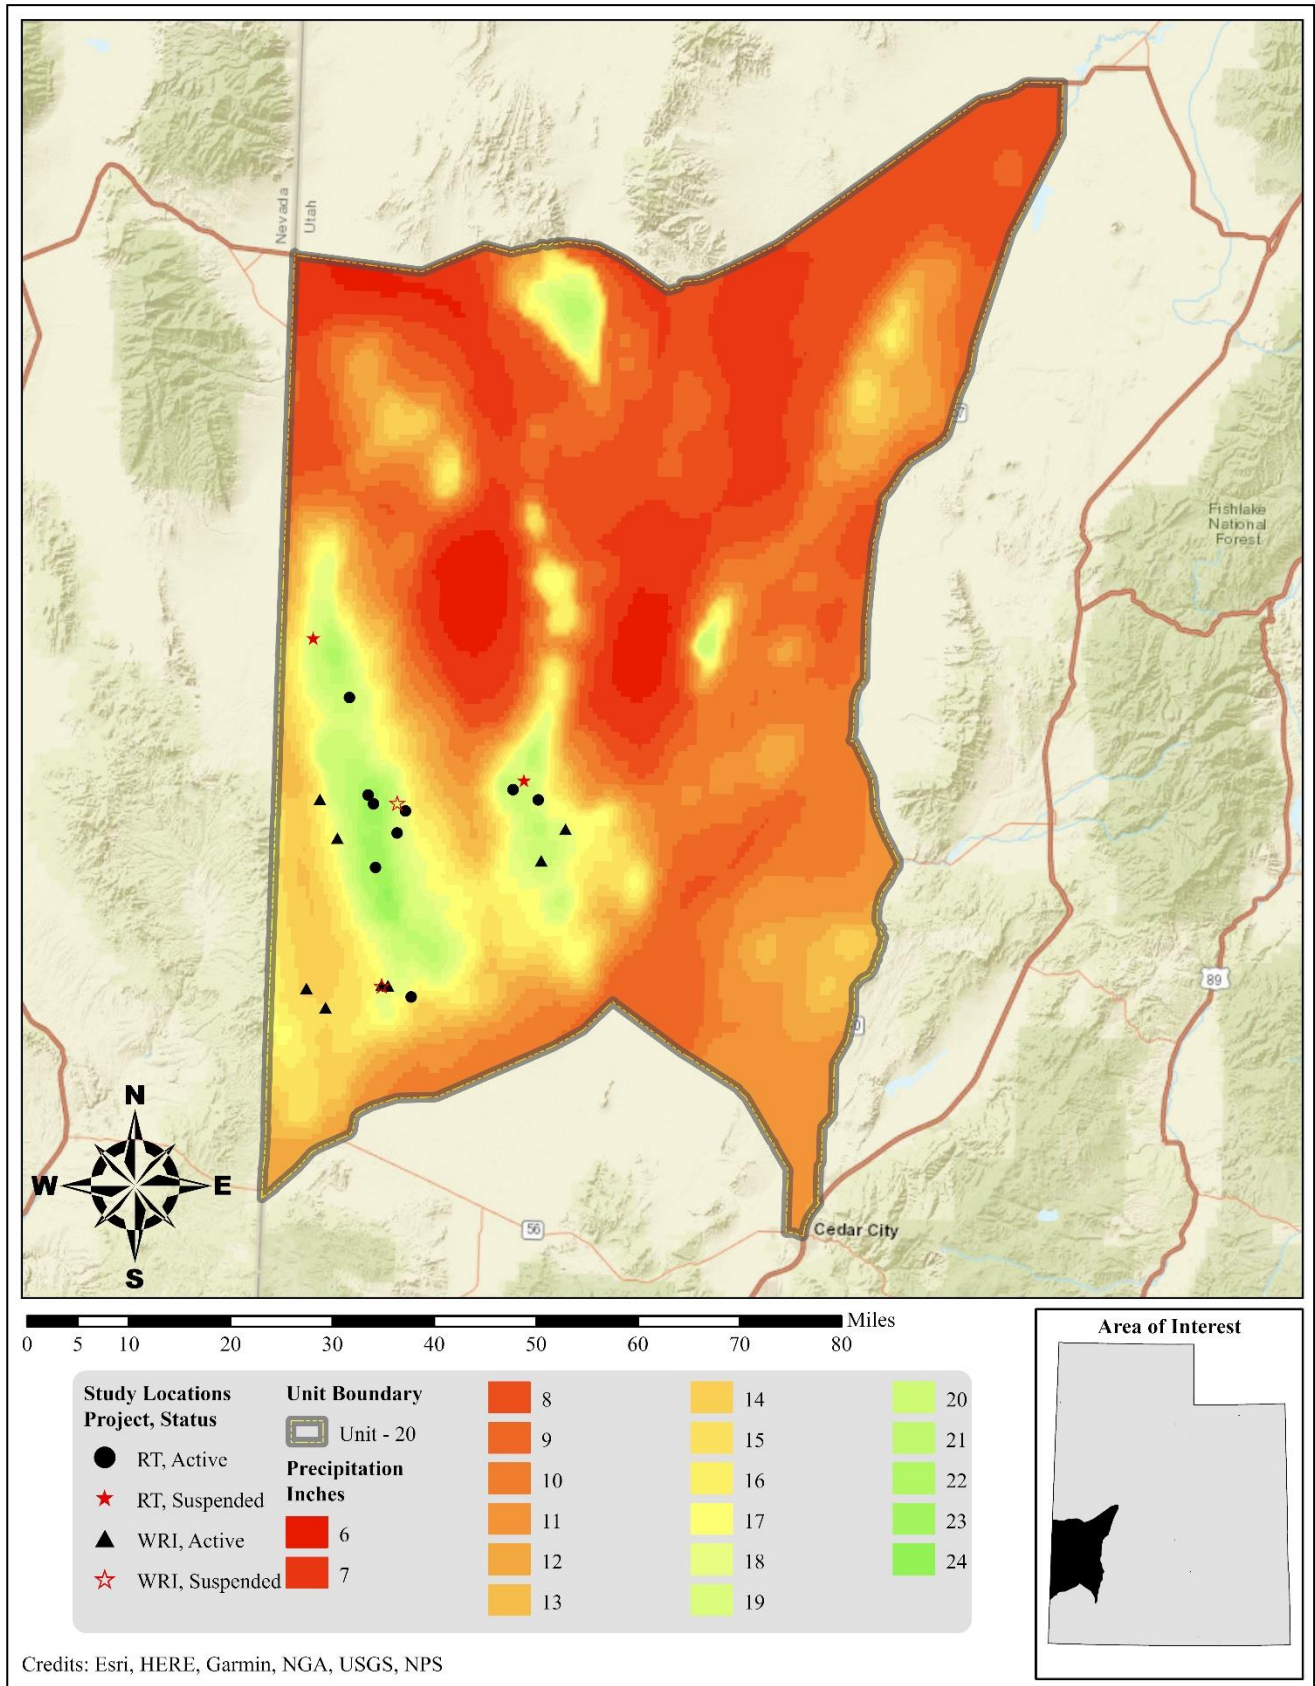 Nevada
Utah
7
Fishlake
National
Forest
89
0
N
W E
S
56
Cedar City
Miles
0 5 10 20 30 40 50 60 70 80
Study Locations
Project, Status
RT, Active
RT, Suspended
WRI, Active
WRI, Suspended
Unit Boundary
Unit - 20
Precipitation
Inches
6
7
8
9
10
11
12
13
14
15
16
17
18
19
20
21
22
23
24
Area of Interest
Credits: Esri, HERE, Garmin, NGA, USGS, NPS